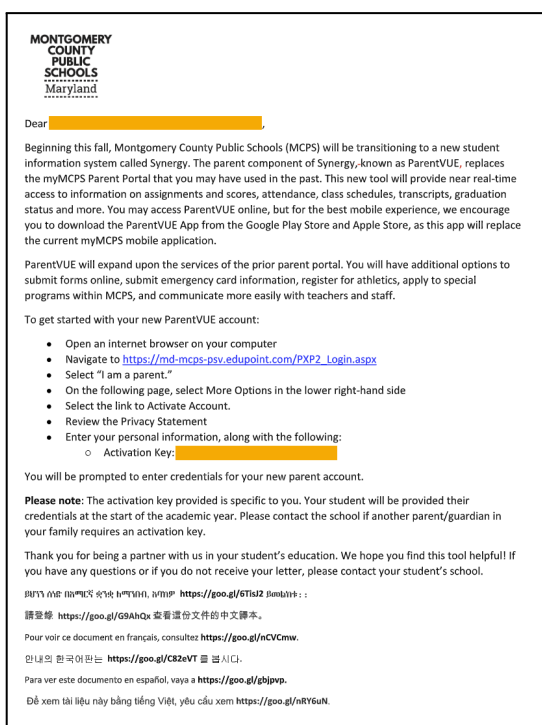 MONTGOMERY
COUNTY
PUBLIC
SCHOOLS
Maryland
Dear ,
Beginning this fall, Montgomery County Public Schools (MCPS) will be transitioning to a new student
information system called Synergy. The parent component of Synergy, known as ParentVUE, replaces
the myMCPS Parent Portal that you may have used in the past. This new tool will provide near real-time
access to information on assignments and scores, attendance, class schedules, transcripts, graduation
status and more. You may access ParentVUE online, but for the best mobile experience, we encourage
you to download the ParentVUE App from the Google Play Store and Apple Store, as this app will replace
the current myMCPS mobile application.
ParentVUE will expand upon the services of the prior parent portal. You will have additional options to
submit forms online, submit emergency card information, register for athletics, apply to special
programs within MCPS, and communicate more easily with teachers and staff.
To get started with your new ParentVUE account:
• Open an internet browser on your computer
• Navigate to https://md-mcps-psv.edupoint.com/PXP2_Login.aspx
• Select “I am a parent.”
• On the following page, select More Options in the lower right-hand side
• Select the link to Activate Account.
• Review the Privacy Statement
• Enter your personal information, along with the following:
○ Activation Key:
You will be prompted to enter credentials for your new parent account.
Please note: The activation key provided is specific to you. Your student will be provided their
credentials at the start of the academic year. Please contact the school if another parent/guardian in
your family requires an activation key.
Thank you for being a partner with us in your student’s education. We hope you find this tool helpful! If
you have any questions or if you do not receive your letter, please contact your student’s school.
ይህንን ሰነድ በአማርኛ ቋንቋ ለማንበብ, እባክዎ https://goo.gl/6TisJ2 ይመልከቱ፡፡
請登錄 https://goo.gl/G9AhQx 查看這份文件的中文譯本。
Pour voir ce document en français, consultez https://goo.gl/nCVCmw.
안내의 한국어판는 https://goo.gl/C82eVT 를 봅시다.
Para ver este documento en español, vaya a https://goo.gl/gbjpvp.
Để xem tài liệu này bằng tiếng Việt, yêu cầu xem https://goo.gl/nRY6uN.